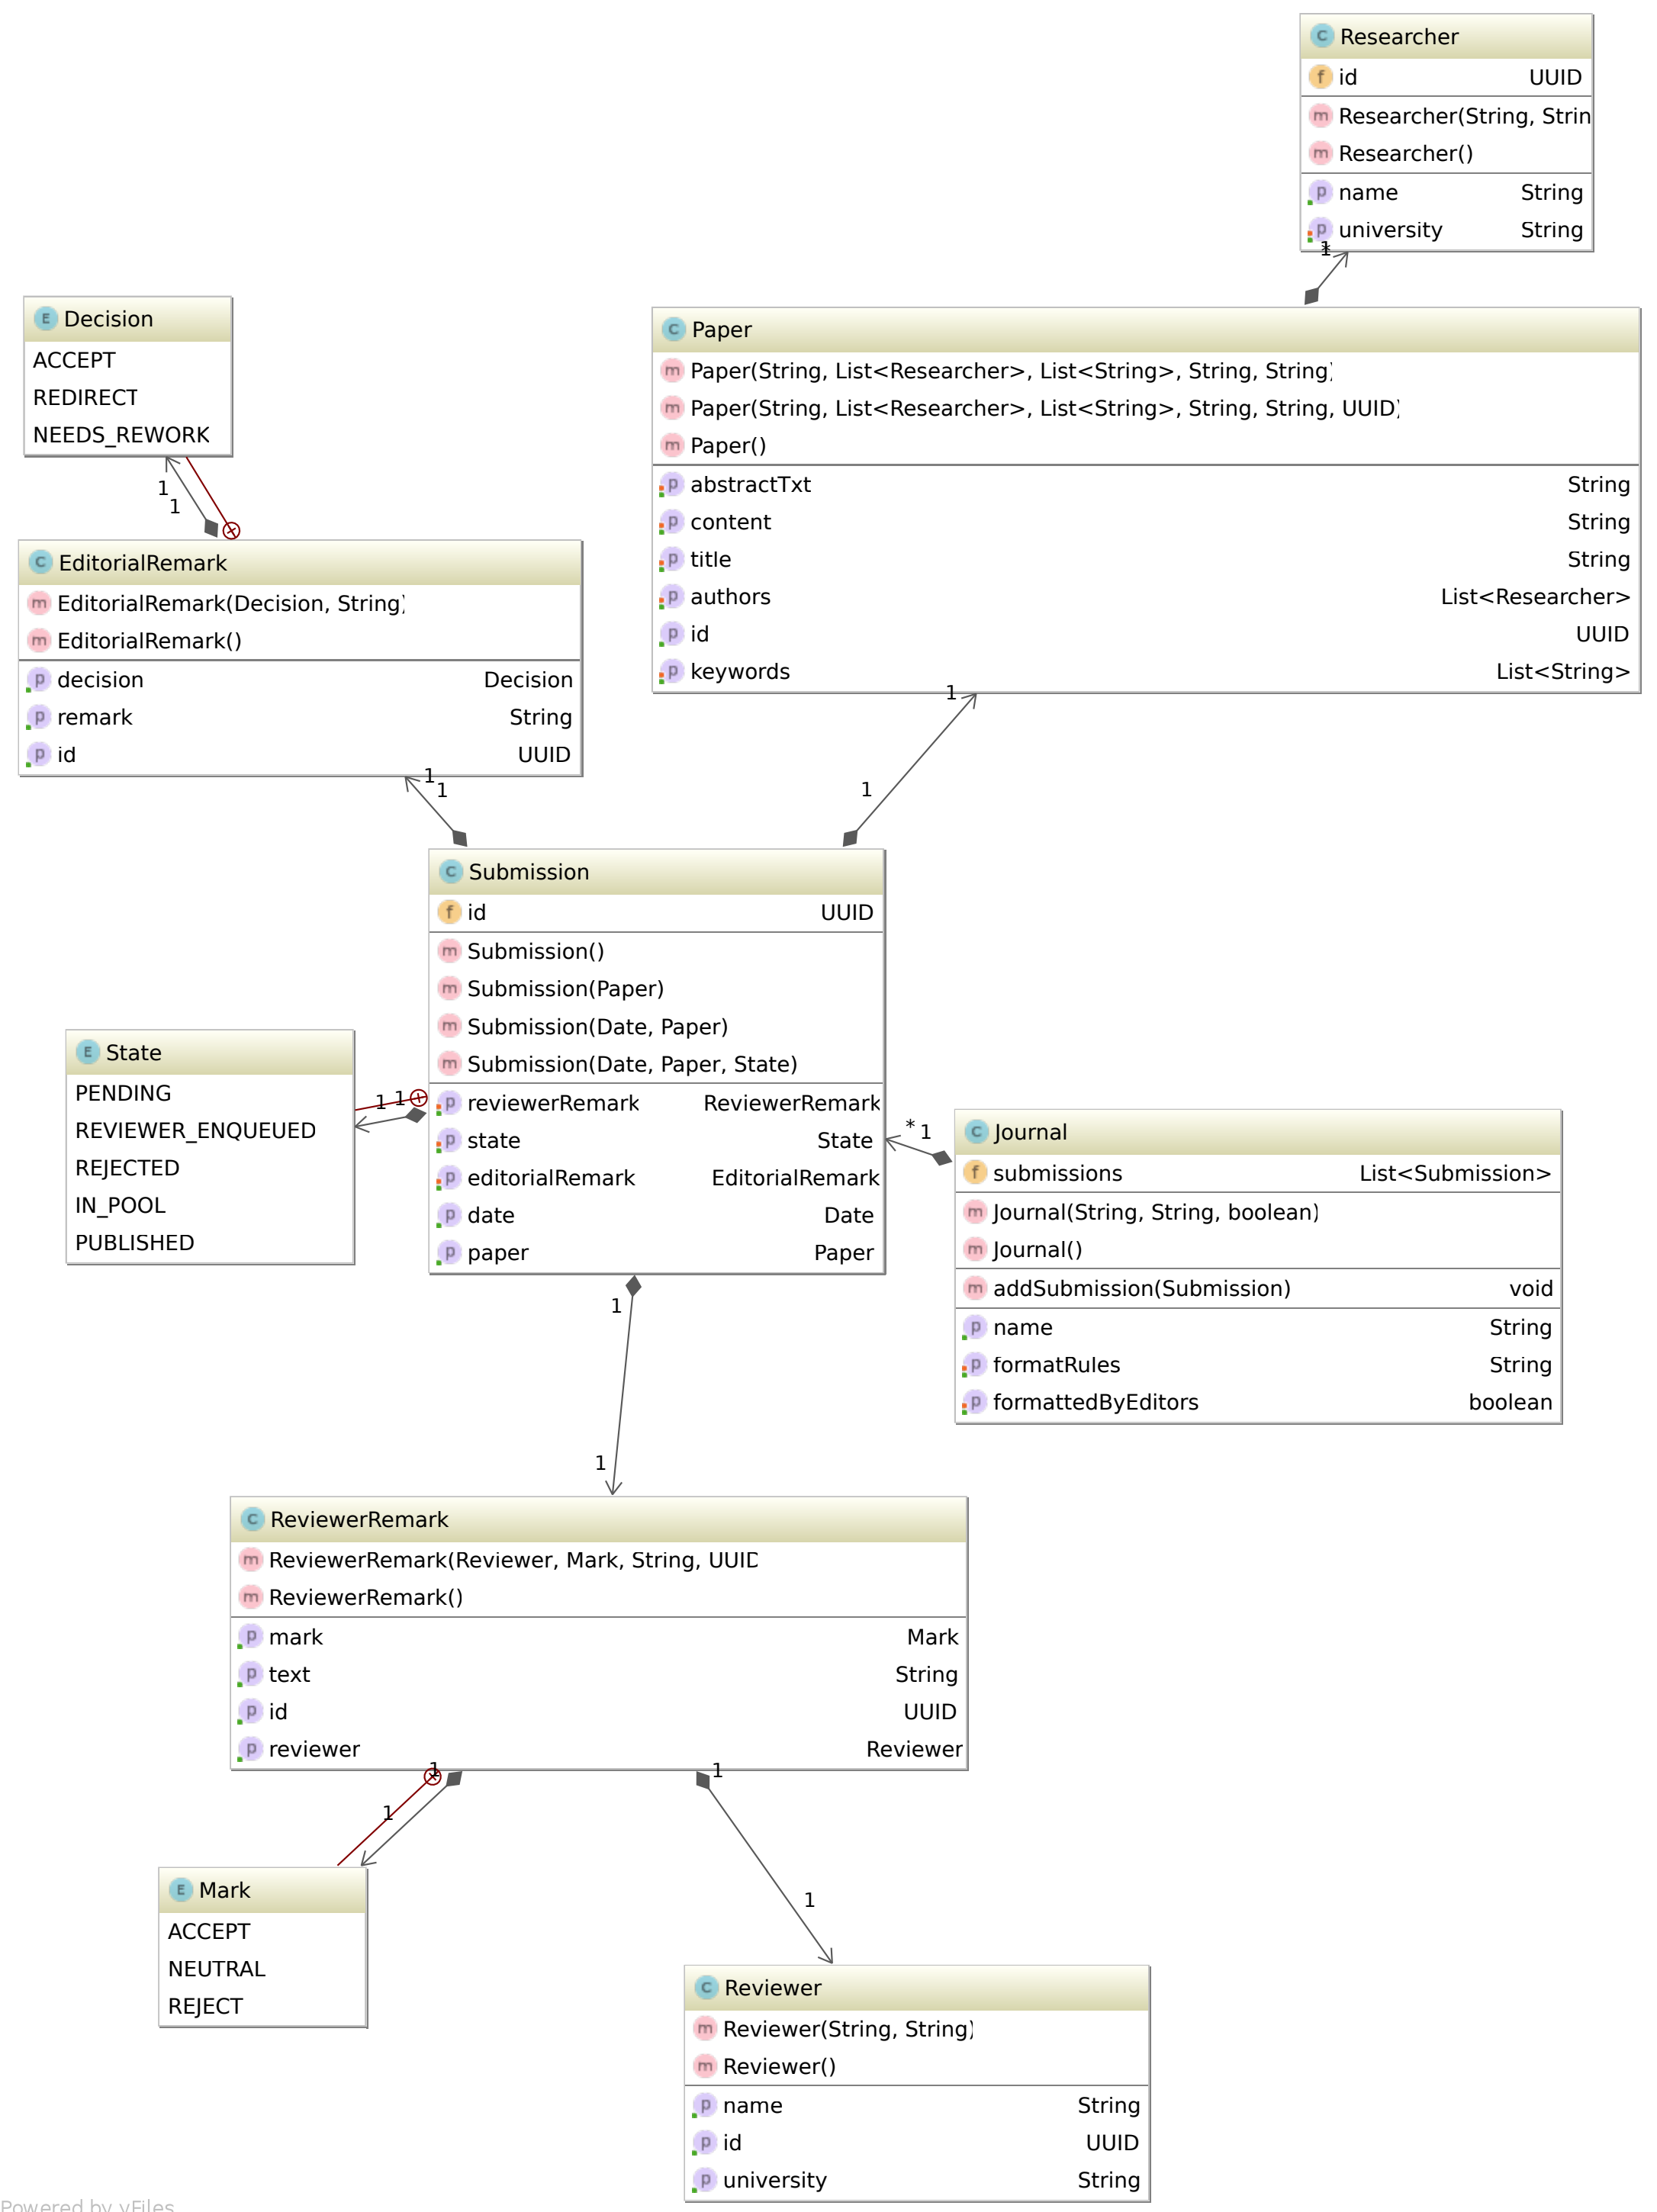 Researcher
id UUID
Researcher(String, Strin
Researcher()
name String
university String
1
*
Decision
ACCEPT
REDIRECT
NEEDS_REWORK
1
1
Paper
Paper(String, List<Researcher>, List<String>, String, String)
Paper(String, List<Researcher>, List<String>, String, String, UUID)
Paper()
abstractTxt String
content String
title String
authors List<Researcher>
id UUID
keywords List<String>
1
1
EditorialRemark
EditorialRemark(Decision, String)
EditorialRemark()
decision Decision
remark String
id UUID
1
1
Submission
id UUID
Submission()
Submission(Paper)
Submission(Date, Paper)
Submission(Date, Paper, State)
reviewerRemark ReviewerRemark
state State
editorialRemark EditorialRemark
date Date
paper Paper
State
PENDING
REVIEWER_ENQUEUED
REJECTED
IN_POOL
PUBLISHED
1 1
* 1
Journal
submissions List<Submission>
Journal(String, String, boolean)
Journal()
addSubmission(Submission) void
name String
formatRules String
formattedByEditors boolean
1
1
ReviewerRemark
ReviewerRemark(Reviewer, Mark, String, UUID
ReviewerRemark()
mark Mark
text String
id UUID
reviewer Reviewer
1
1
1
1
Mark
ACCEPT
NEUTRAL
REJECT
Reviewer
Reviewer(String, String)
Reviewer()
name String
id UUID
university String
Powered by yFiles